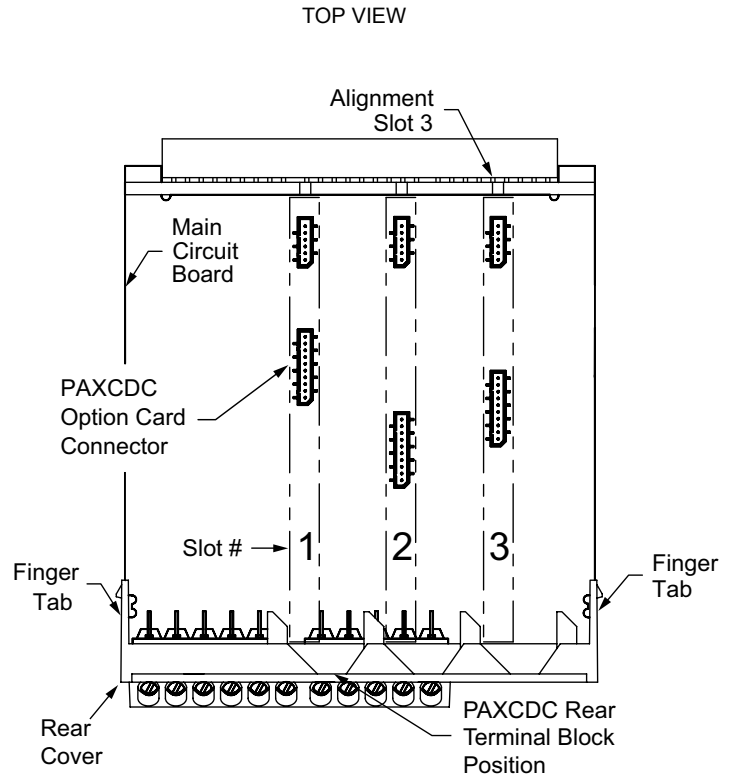 TOP VIEW
Alignment
Slot 3
Main
Circuit
Board
PAXCDC
Option Card
Connector
Slot #
1
2
3
Finger
Tab
Finger
Tab
Rear
Cover
PAXCDC Rear
Terminal Block
Position